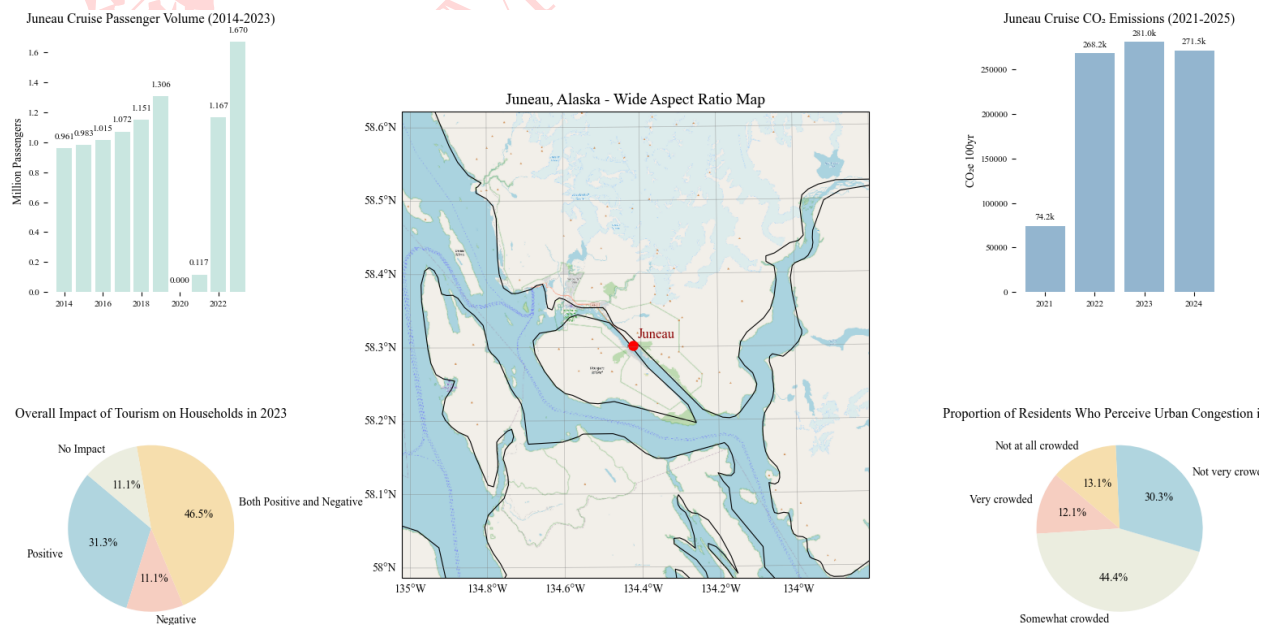 Juneau Cruise Passenger Volume (2014-2023)
Million Passengers
1.6
1.4
1.2
1.0
0.8
0.6
0.4
0.2
0.0
0.961
0.983
1.015
1.072
1.151
1.306
0.000
0.117
1.167
1.670
2014
2016
2018
2020
2022
Juneau, Alaska - Wide Aspect Ratio Map
58.6°N
58.5°N
58.4°N
58.3°N
58.2°N
58.1°N
58°N
Juneau
135°W
134.8°W
134.6°W
134.4°W
134.2°W
134°W
Juneau Cruise CO₂ Emissions (2021-2025)
CO₂e 100yr
250000
200000
150000
100000
50000
0
74.2k
268.2k
281.0k
271.5k
2021
2022
2023
2024
Overall Impact of Tourism on Households in 2023
No Impact
11.1%
Both Positive and Negative
46.5%
Positive
31.3%
11.1%
Negative
Proportion of Residents Who Perceive Urban Congestion i
Not at all crowded
13.1%
Not very crow
30.3%
Very crowded
12.1%
44.4%
Somewhat crowded